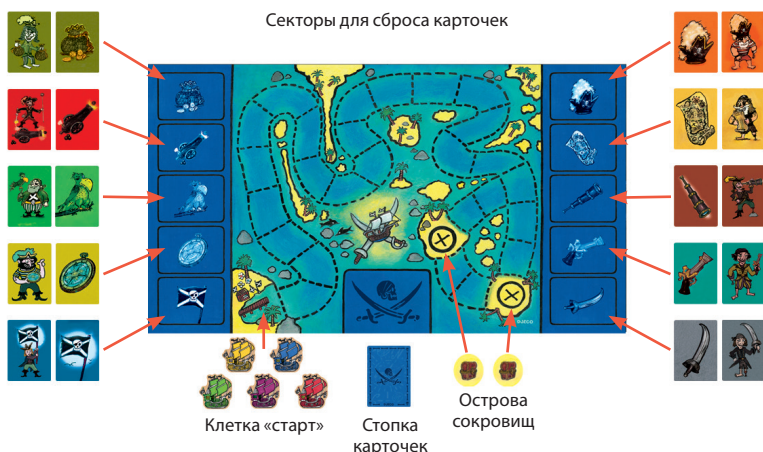 Секторы для сброса карточек
Клетка «старт»
Стопка
карточек
Острова
сокровищ